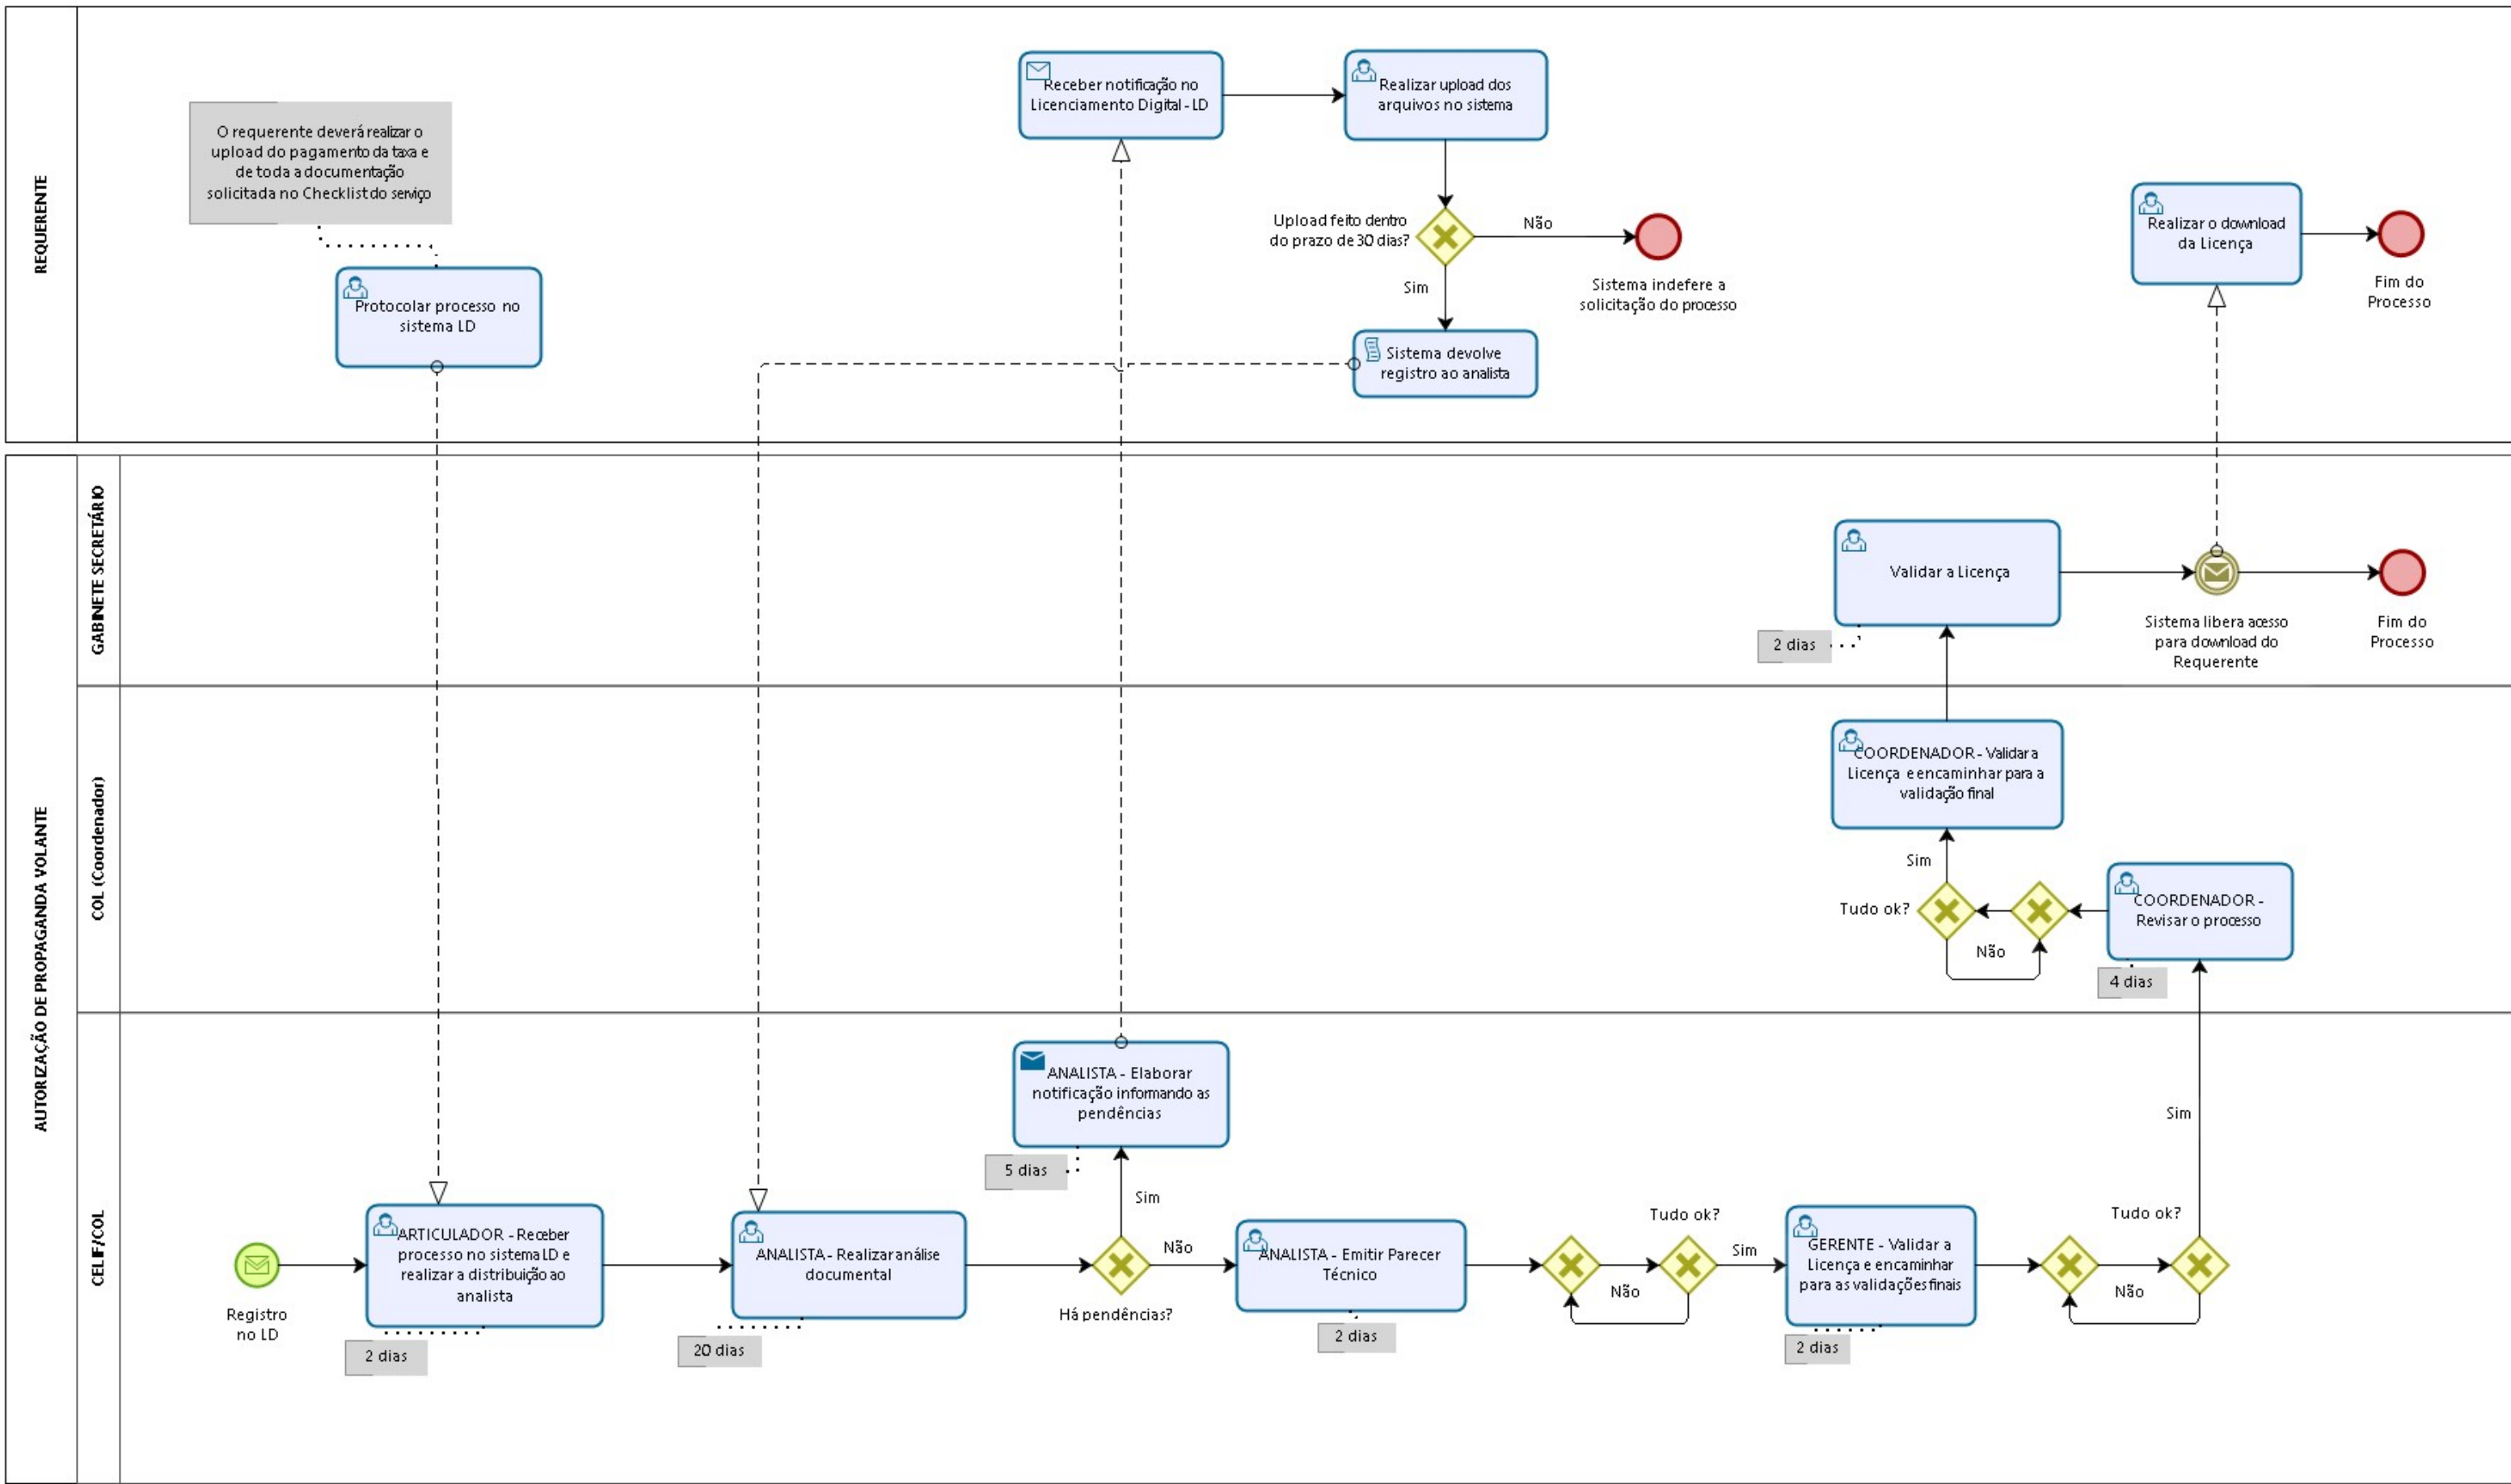 REQUERENTE
O requerente deverá realizar o
upload do pagamento da taxa e
de toda a documentação
solicitada no Checklist do serviço
Protocolar processo no
sistema LD
Receber notificação no
Licenciamento Digital - LD
Realizar upload dos
arquivos no sistema
Upload feito dentro
do prazo de 30 dias?
Não
Sistema indefere a
solicitação do processo
Sim
Sistema devolve
registro ao analista
Realizar o download
da Licença
Fim do
Processo
AUTORIZAÇÃO DE PROPAGANDA VOLANTE
GABINETE SECRETÁRIO
Validar a Licença
2 dias
Sistema libera acesso
para download do
Requerente
Fim do
Processo
COL (Coordenador)
COORDENADOR - Validar a
Licença e encaminhar para a
validação final
Sim
Tudo ok?
Não
COORDENADOR -
Revisar o processo
4 dias
CELIF/COL
Registro
no LD
ARTICULADOR - Receber
processo no sistema LD e
realizar a distribuição ao
analista
2 dias
ANALISTA - Realizar análise
documental
20 dias
ANALISTA - Elaborar
notificação informando as
pendências
5 dias
Sim
Há pendências?
Não
ANALISTA - Emitir Parecer
Técnico
2 dias
Tudo ok?
Não
Sim
GERENTE - Validar a
Licença e encaminhar
para as validações finais
2 dias
Tudo ok?
Não
Sim